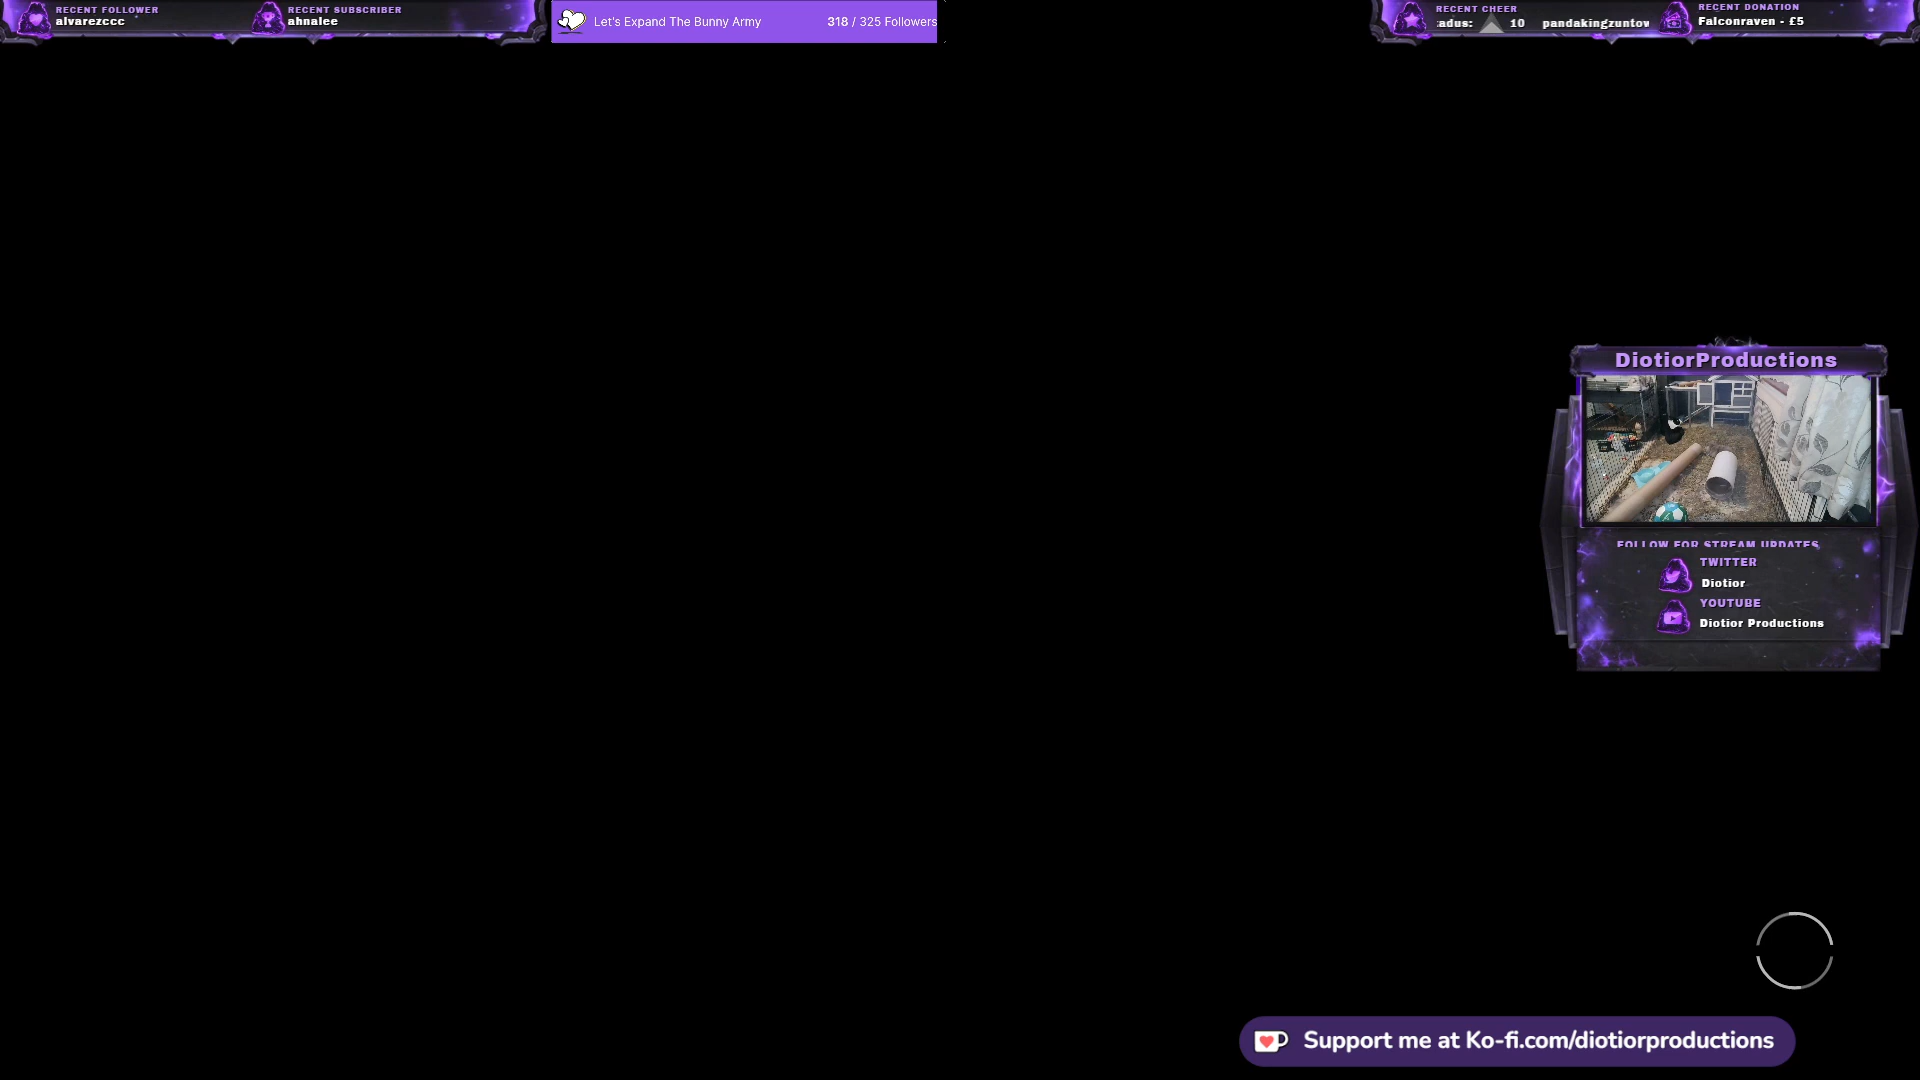 RECENT FOLLOWER
alvarezccc
RECENT SUBSCRIBER
ahnalee
Let's Expand The Bunny Army
318 / 325 Followers
RECENT CHEER
adus: 10 pandakingzuntow
RECENT DONATION
Falconraven - £5
DiotiorProductions
FOLLOW FOR STREAM UPDATES
TWITTER
Diotior
YOUTUBE
Diotior Productions
Support me at Ko-fi.com/diotiorproductions